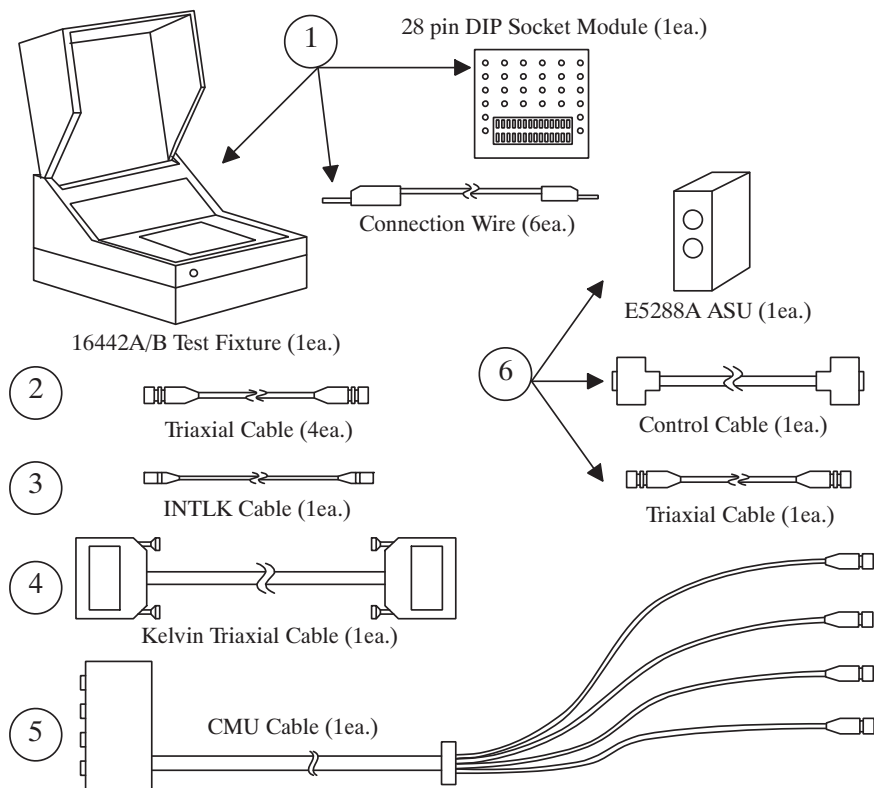 1
28 pin DIP Socket Module (1ea.)
Connection Wire (6ea.)
16442A/B Test Fixture (1ea.)
E5288A ASU (1ea.)
2
Triaxial Cable (4ea.)
6
Control Cable (1ea.)
3
INTLK Cable (1ea.)
Triaxial Cable (1ea.)
4
Kelvin Triaxial Cable (1ea.)
5
CMU Cable (1ea.)